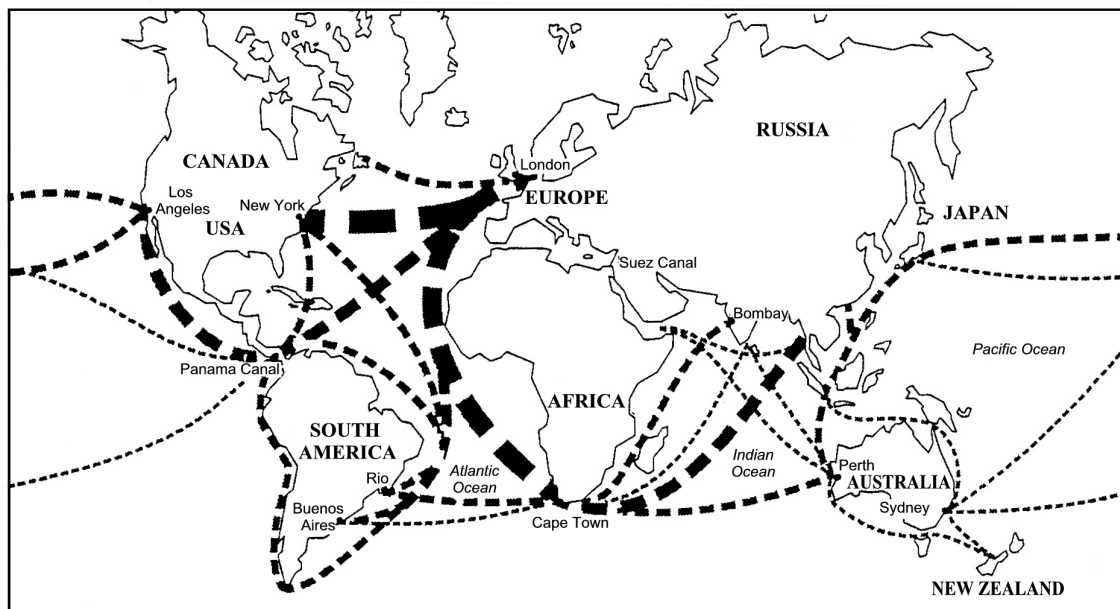 RUSSIA
CANADA
London
EUROPE
Los
Angeles
New York
USA
JAPAN
Suez Canal
Bombay
Pacific Ocean
Panama Canal
AFRICA
SOUTH
AMERICA
Atlantic
Ocean
Indian
Ocean
Rio
Perth
AUSTRALIA
Buenos
Aires
Sydney
Cape Town
NEW ZEALAND